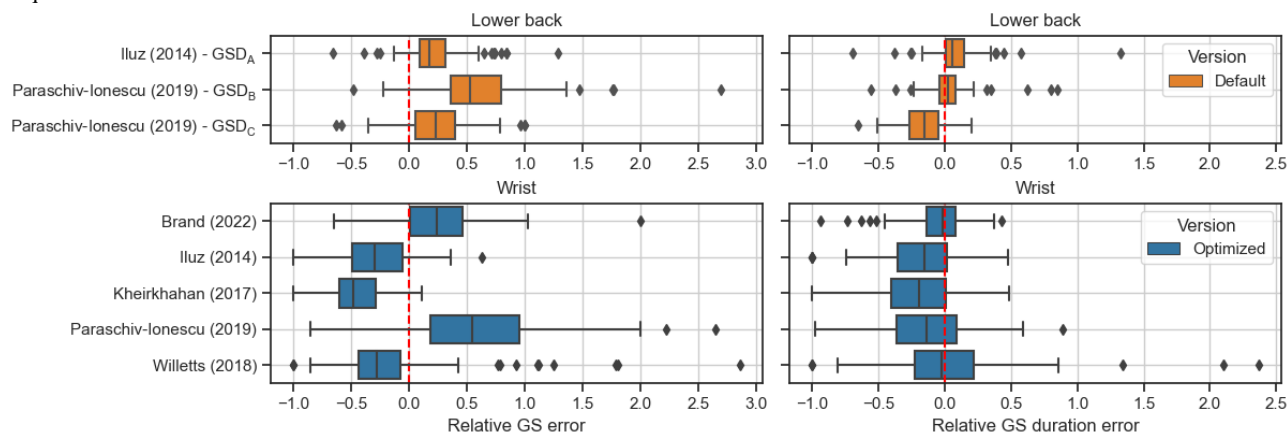 Lower back
Lower back
Iluz (2014) - GSD_A
Paraschiv-Ionescu (2019) - GSD_B
Paraschiv-Ionescu (2019) - GSD_C
Version
Default
−1.0 −0.5 0.0 0.5 1.0 1.5 2.0 2.5 3.0
−1.0 −0.5 0.0 0.5 1.0 1.5 2.0 2.5
Wrist
Wrist
Brand (2022)
Iluz (2014)
Kheirkhahan (2017)
Paraschiv-Ionescu (2019)
Willetts (2018)
Version
Optimized
−1.0 −0.5 0.0 0.5 1.0 1.5 2.0 2.5 3.0
−1.0 −0.5 0.0 0.5 1.0 1.5 2.0 2.5
Relative GS error
Relative GS duration error